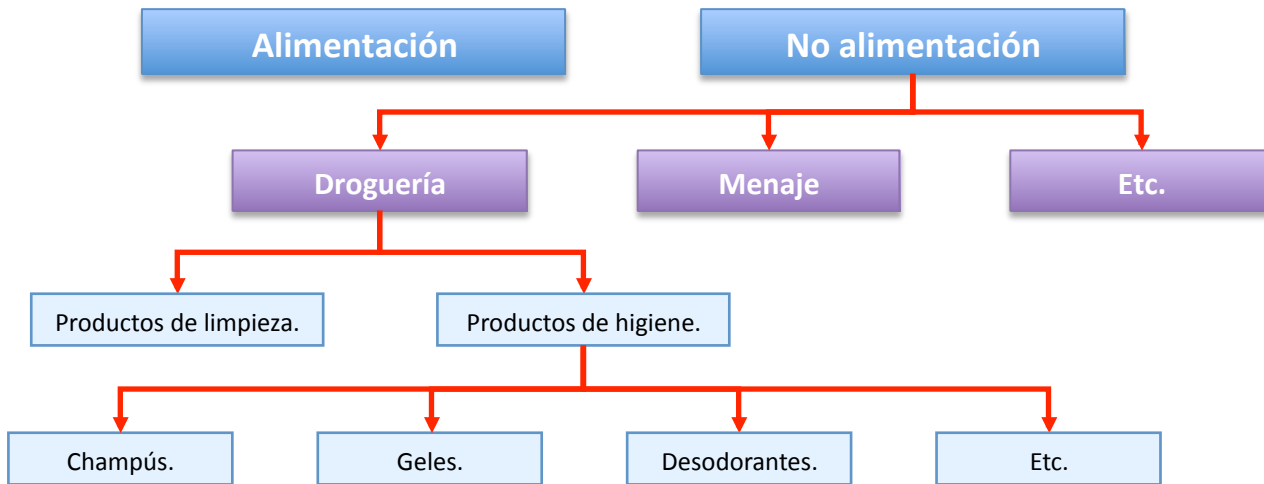 Alimentación
No alimentación
Droguería
Menaje
Etc.
Productos de limpieza.
Productos de higiene.
Champús.
Geles.
Desodorantes.
Etc.